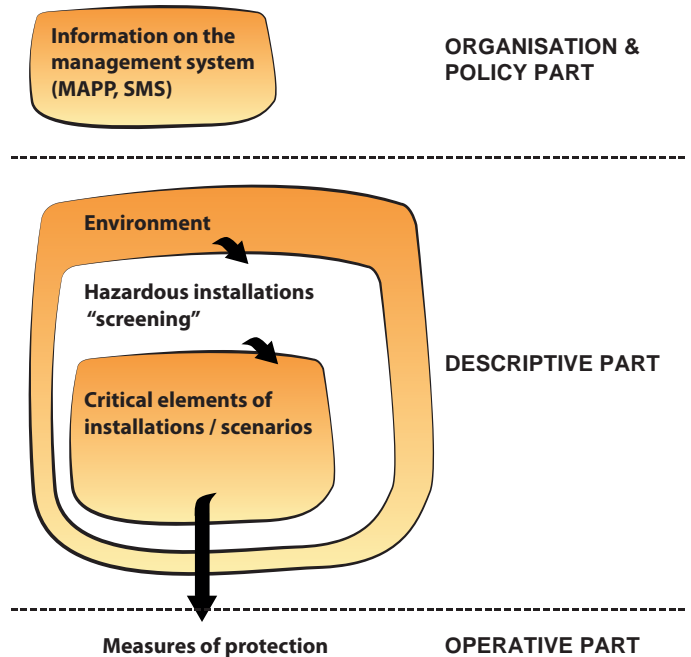 Information on the
management system
(MAPP, SMS)
ORGANISATION &
POLICY PART
Environment
Hazardous installations
“screening”
DESCRIPTIVE PART
Critical elements of
installations / scenarios
Measures of protection
OPERATIVE PART